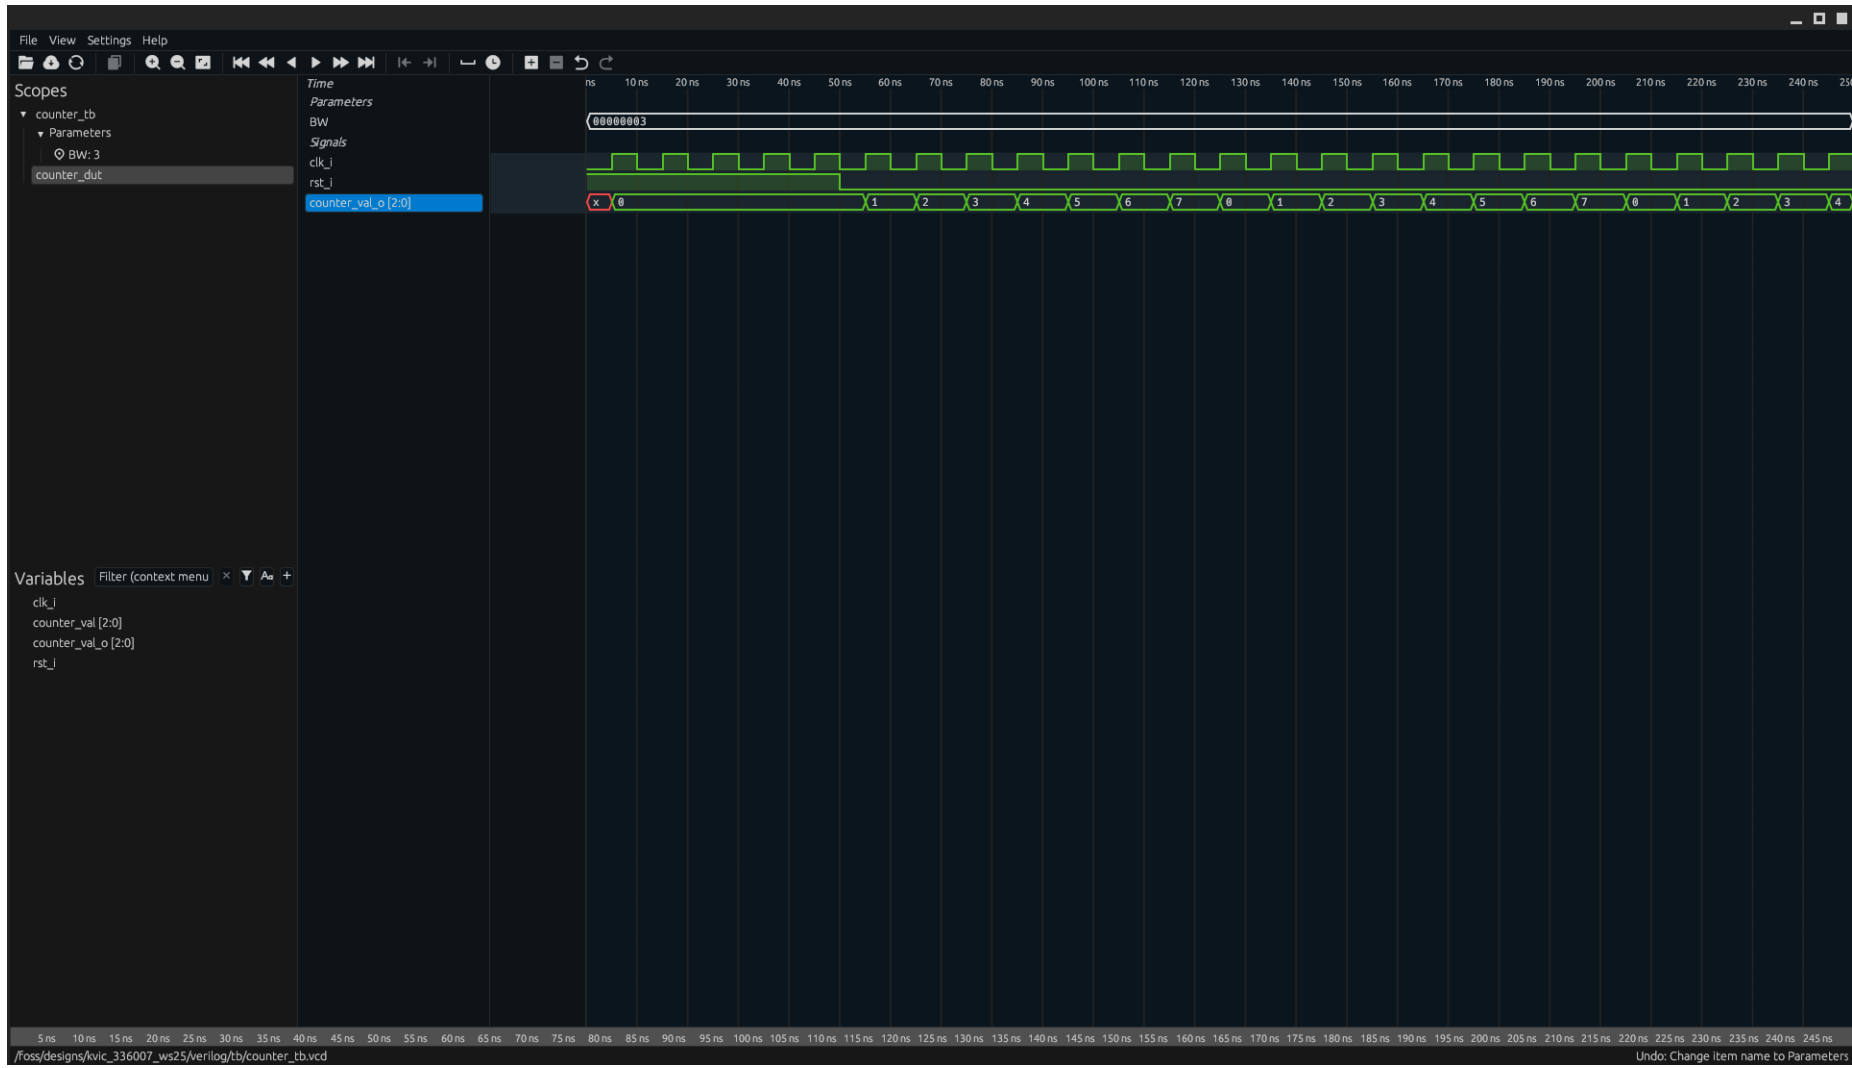 File View Settings Help
Scopes
counter_tb
Parameters
BW: 3
counter_dut
Time
Parameters
BW
Signals
clk_i
rst_i
counter_val_o [2:0]
ns 10 ns 20 ns 30 ns 40 ns 50 ns 60 ns 70 ns 80 ns 90 ns 100 ns 110 ns 120 ns 130 ns 140 ns 150 ns 160 ns 170 ns 180 ns 190 ns 200 ns 210 ns 220 ns 230 ns 240 ns 25
00000003
x 0 1 2 3 4 5 6 7 0 1 2 3 4 5 6 7 0 1 2 3 4
Variables Filter (context menu × Aa +
clk_i
counter_val [2:0]
counter_val_o [2:0]
rst_i
5 ns 10 ns 15 ns 20 ns 25 ns 30 ns 35 ns 40 ns 45 ns 50 ns 55 ns 60 ns 65 ns 70 ns 75 ns 80 ns 85 ns 90 ns 95 ns 100 ns 105 ns 110 ns 115 ns 120 ns 125 ns 130 ns 135 ns 140 ns 145 ns 150 ns 155 ns 160 ns 165 ns 170 ns 175 ns 180 ns 185 ns 190 ns 195 ns 200 ns 205 ns 210 ns 215 ns 220 ns 225 ns 230 ns 235 ns 240 ns 245 ns
/foss/designs/kvic_336007_ws25/verilog/tb/counter_tb.vcd
Undo: Change item name to Parameters